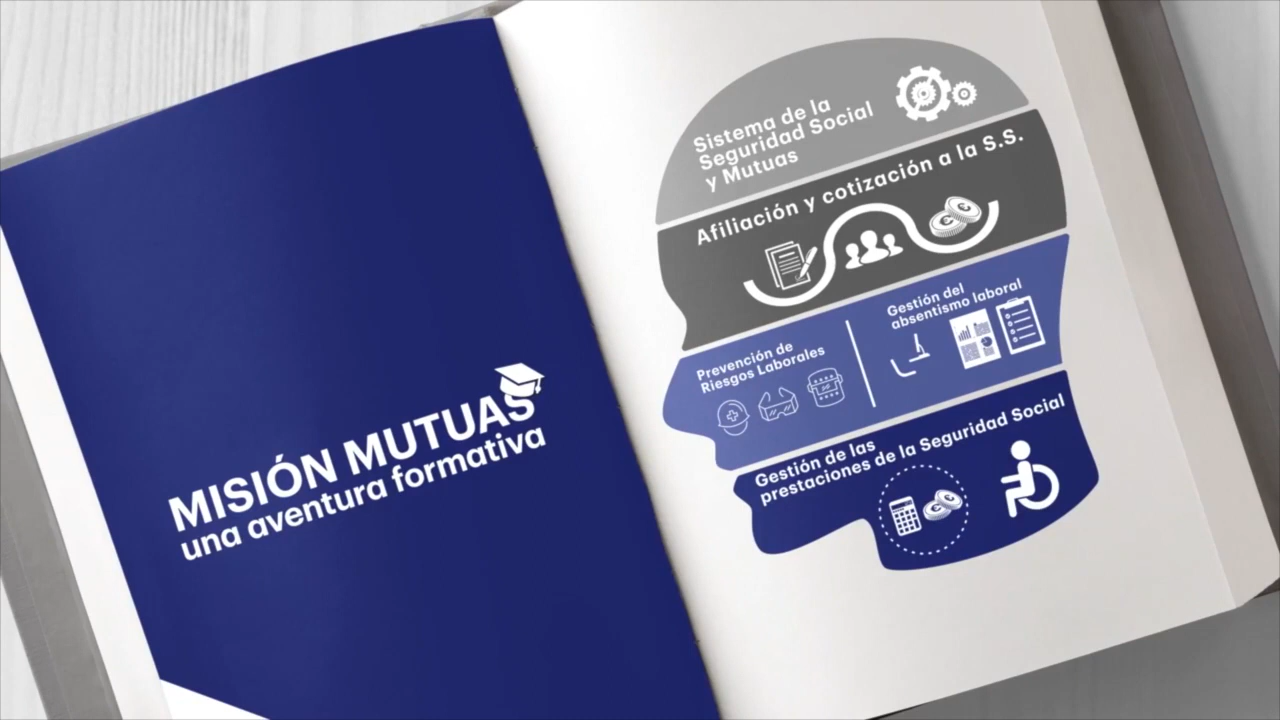 MISIÓN MUTUAS
una aventura formativa
Sistema de la
Seguridad Social
y Mutuas
Afiliación y cotización a la S.S.
Prevención de
Riesgos Laborales
Gestión del
absentismo laboral
Gestión de las
prestaciones de la Seguridad Social